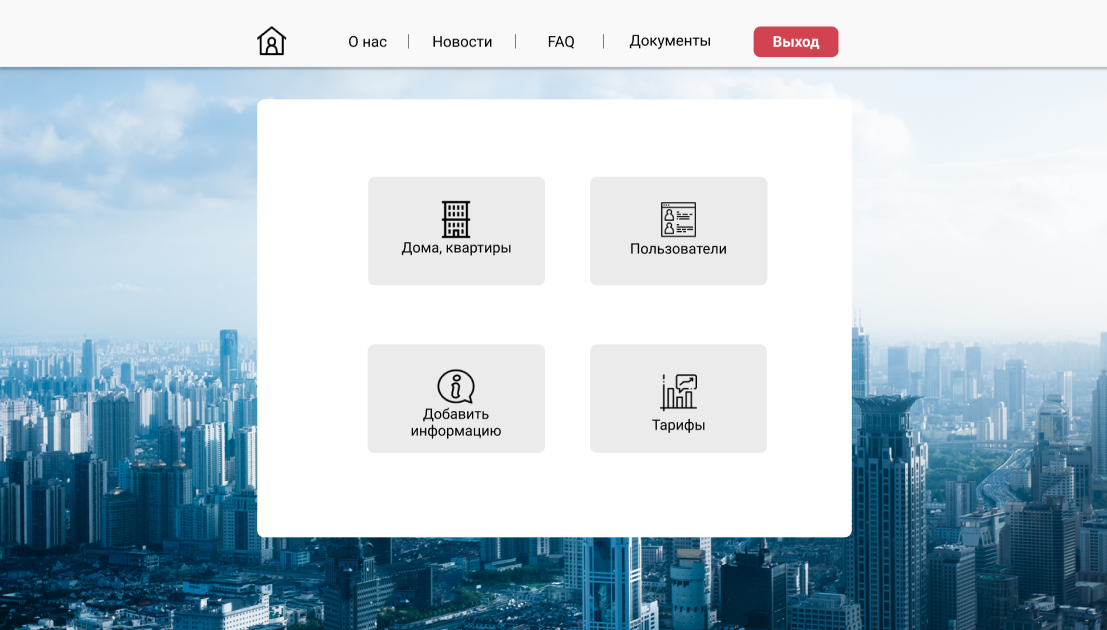 О нас
Новости
FAQ
Документы
Выход
Дома, квартиры
Пользователи
Добавить
информацию
Тарифы